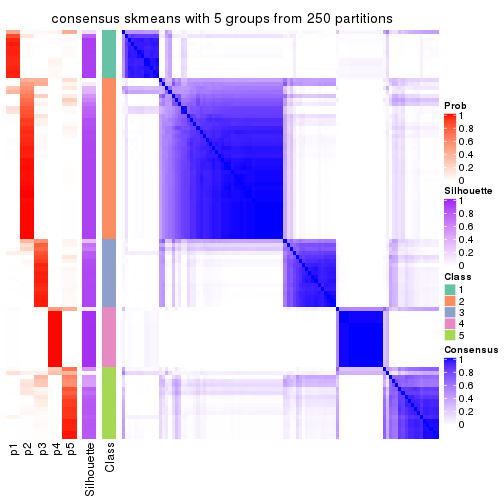 consensus skmeans with 5 groups from 250 partitions
Prob
1
0.8
0.6
0.4
0.2
0
Silhouette
1
0.8
0.6
0.4
0.2
0
Class
1
2
3
4
5
Consensus
1
0.8
0.6
0.4
0.2
0
p1
p2
p3
p4
p5
Silhouette
Class